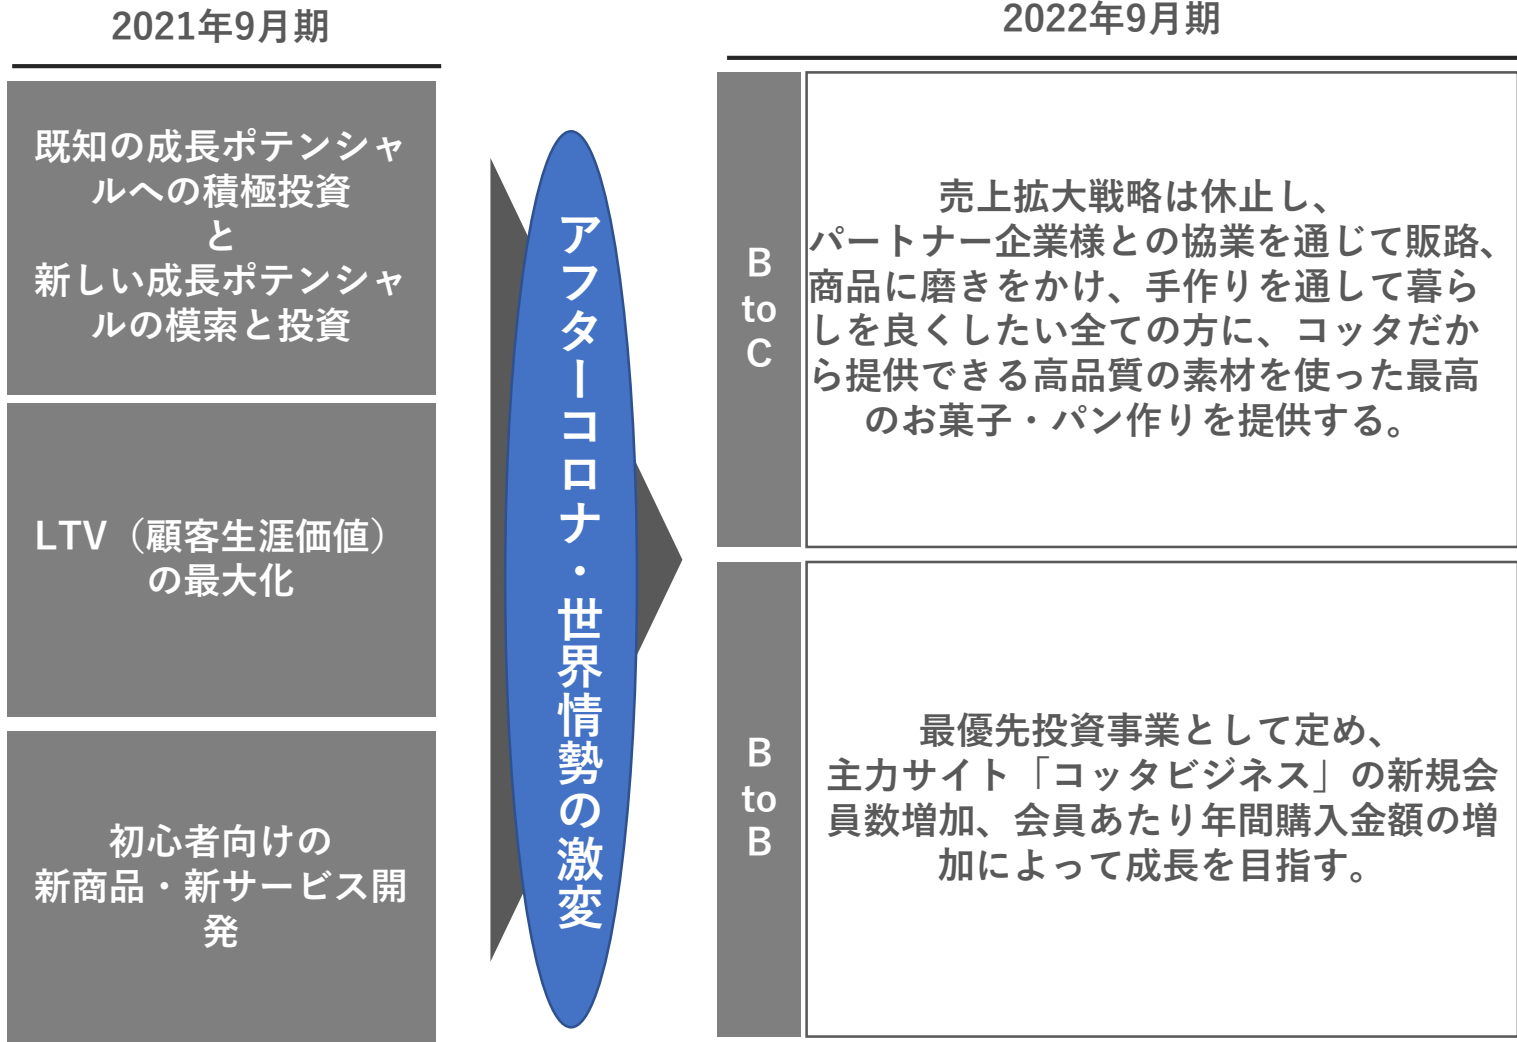 2021年9月期
既知の成長ポテンシャ
ルへの積極投資
と
新しい成長ポテンシャ
ルの模索と投資
LTV（顧客生涯価値）
の最大化
初心者向けの
新商品・新サービス開
発
アフターコロナ・世界情勢の激変
2022年9月期
B
to
C
売上拡大戦略は休止し、
パートナー企業様との協業を通じて販路、
商品に磨きをかけ、手作りを通して暮ら
しを良くしたい全ての方に、コッタだか
ら提供できる高品質の素材を使った最高
のお菓子・パン作りを提供する。
B
to
B
最優先投資事業として定め、
主力サイト「コッタビジネス」の新規会
員数増加、会員あたり年間購入金額の増
加によって成長を目指す。